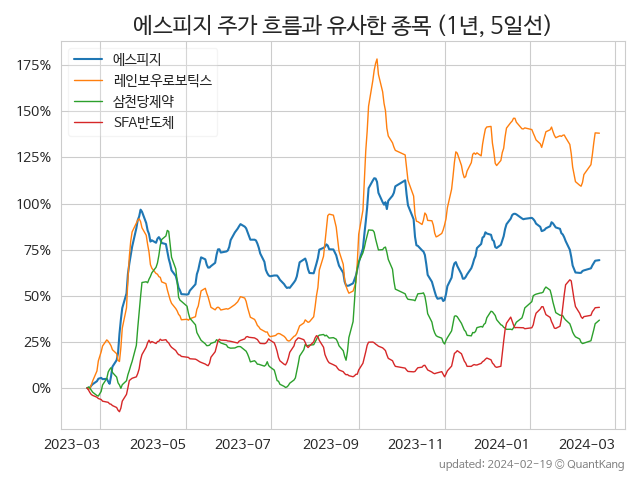 에스피지 주가 흐름과 유사한 종목 (1년, 5일선)
에스피지
레인보우로보틱스
삼천당제약
SFA반도체
175%
150%
125%
100%
75%
50%
25%
0%
2023-03 2023-05 2023-07 2023-09 2023-11 2024-01 2024-03
updated: 2024-02-19 © QuantKang